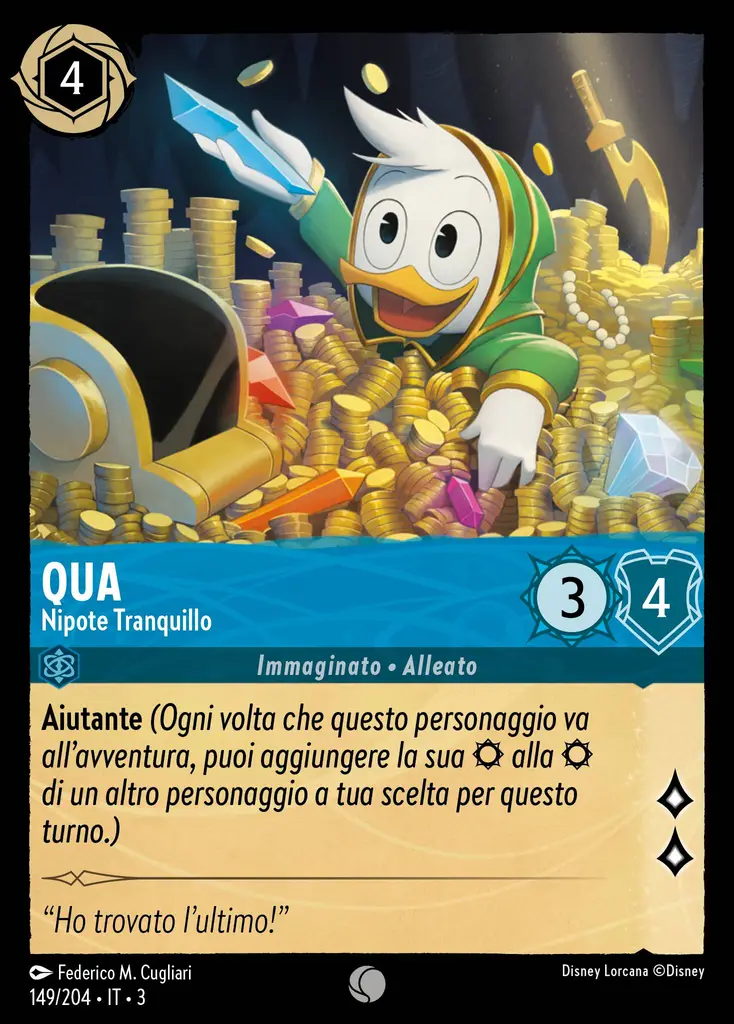 4
QUA
Nipote Tranquillo
3
4
Immaginato • Alleato
Aiutante (Ogni volta che questo personaggio va
all’avventura, puoi aggiungere la sua alla
di un altro personaggio a tua scelta per questo
turno.)
“Ho trovato l’ultimo!”
Federico M. Cugliari
Disney Lorcana ©Disney
149/204 • IT • 3